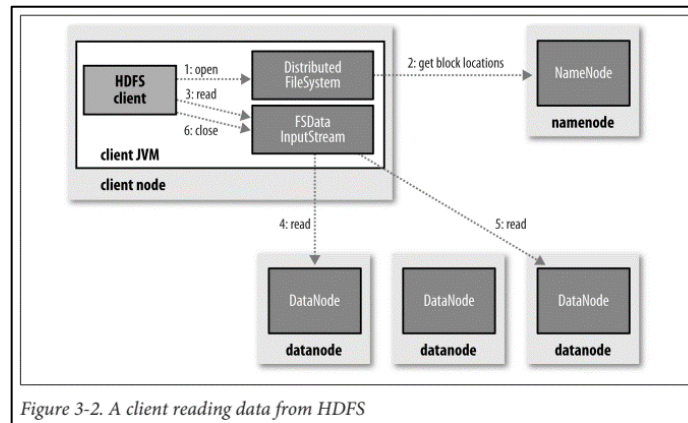 HDFS
client
1: open
3: read
6: close
Distributed
FileSystem
FSData
InputStream
client JVM
client node
2: get block locations
NameNode
namenode
4: read
5: read
DataNode
datanode
DataNode
datanode
DataNode
datanode
Figure 3-2. A client reading data from HDFS